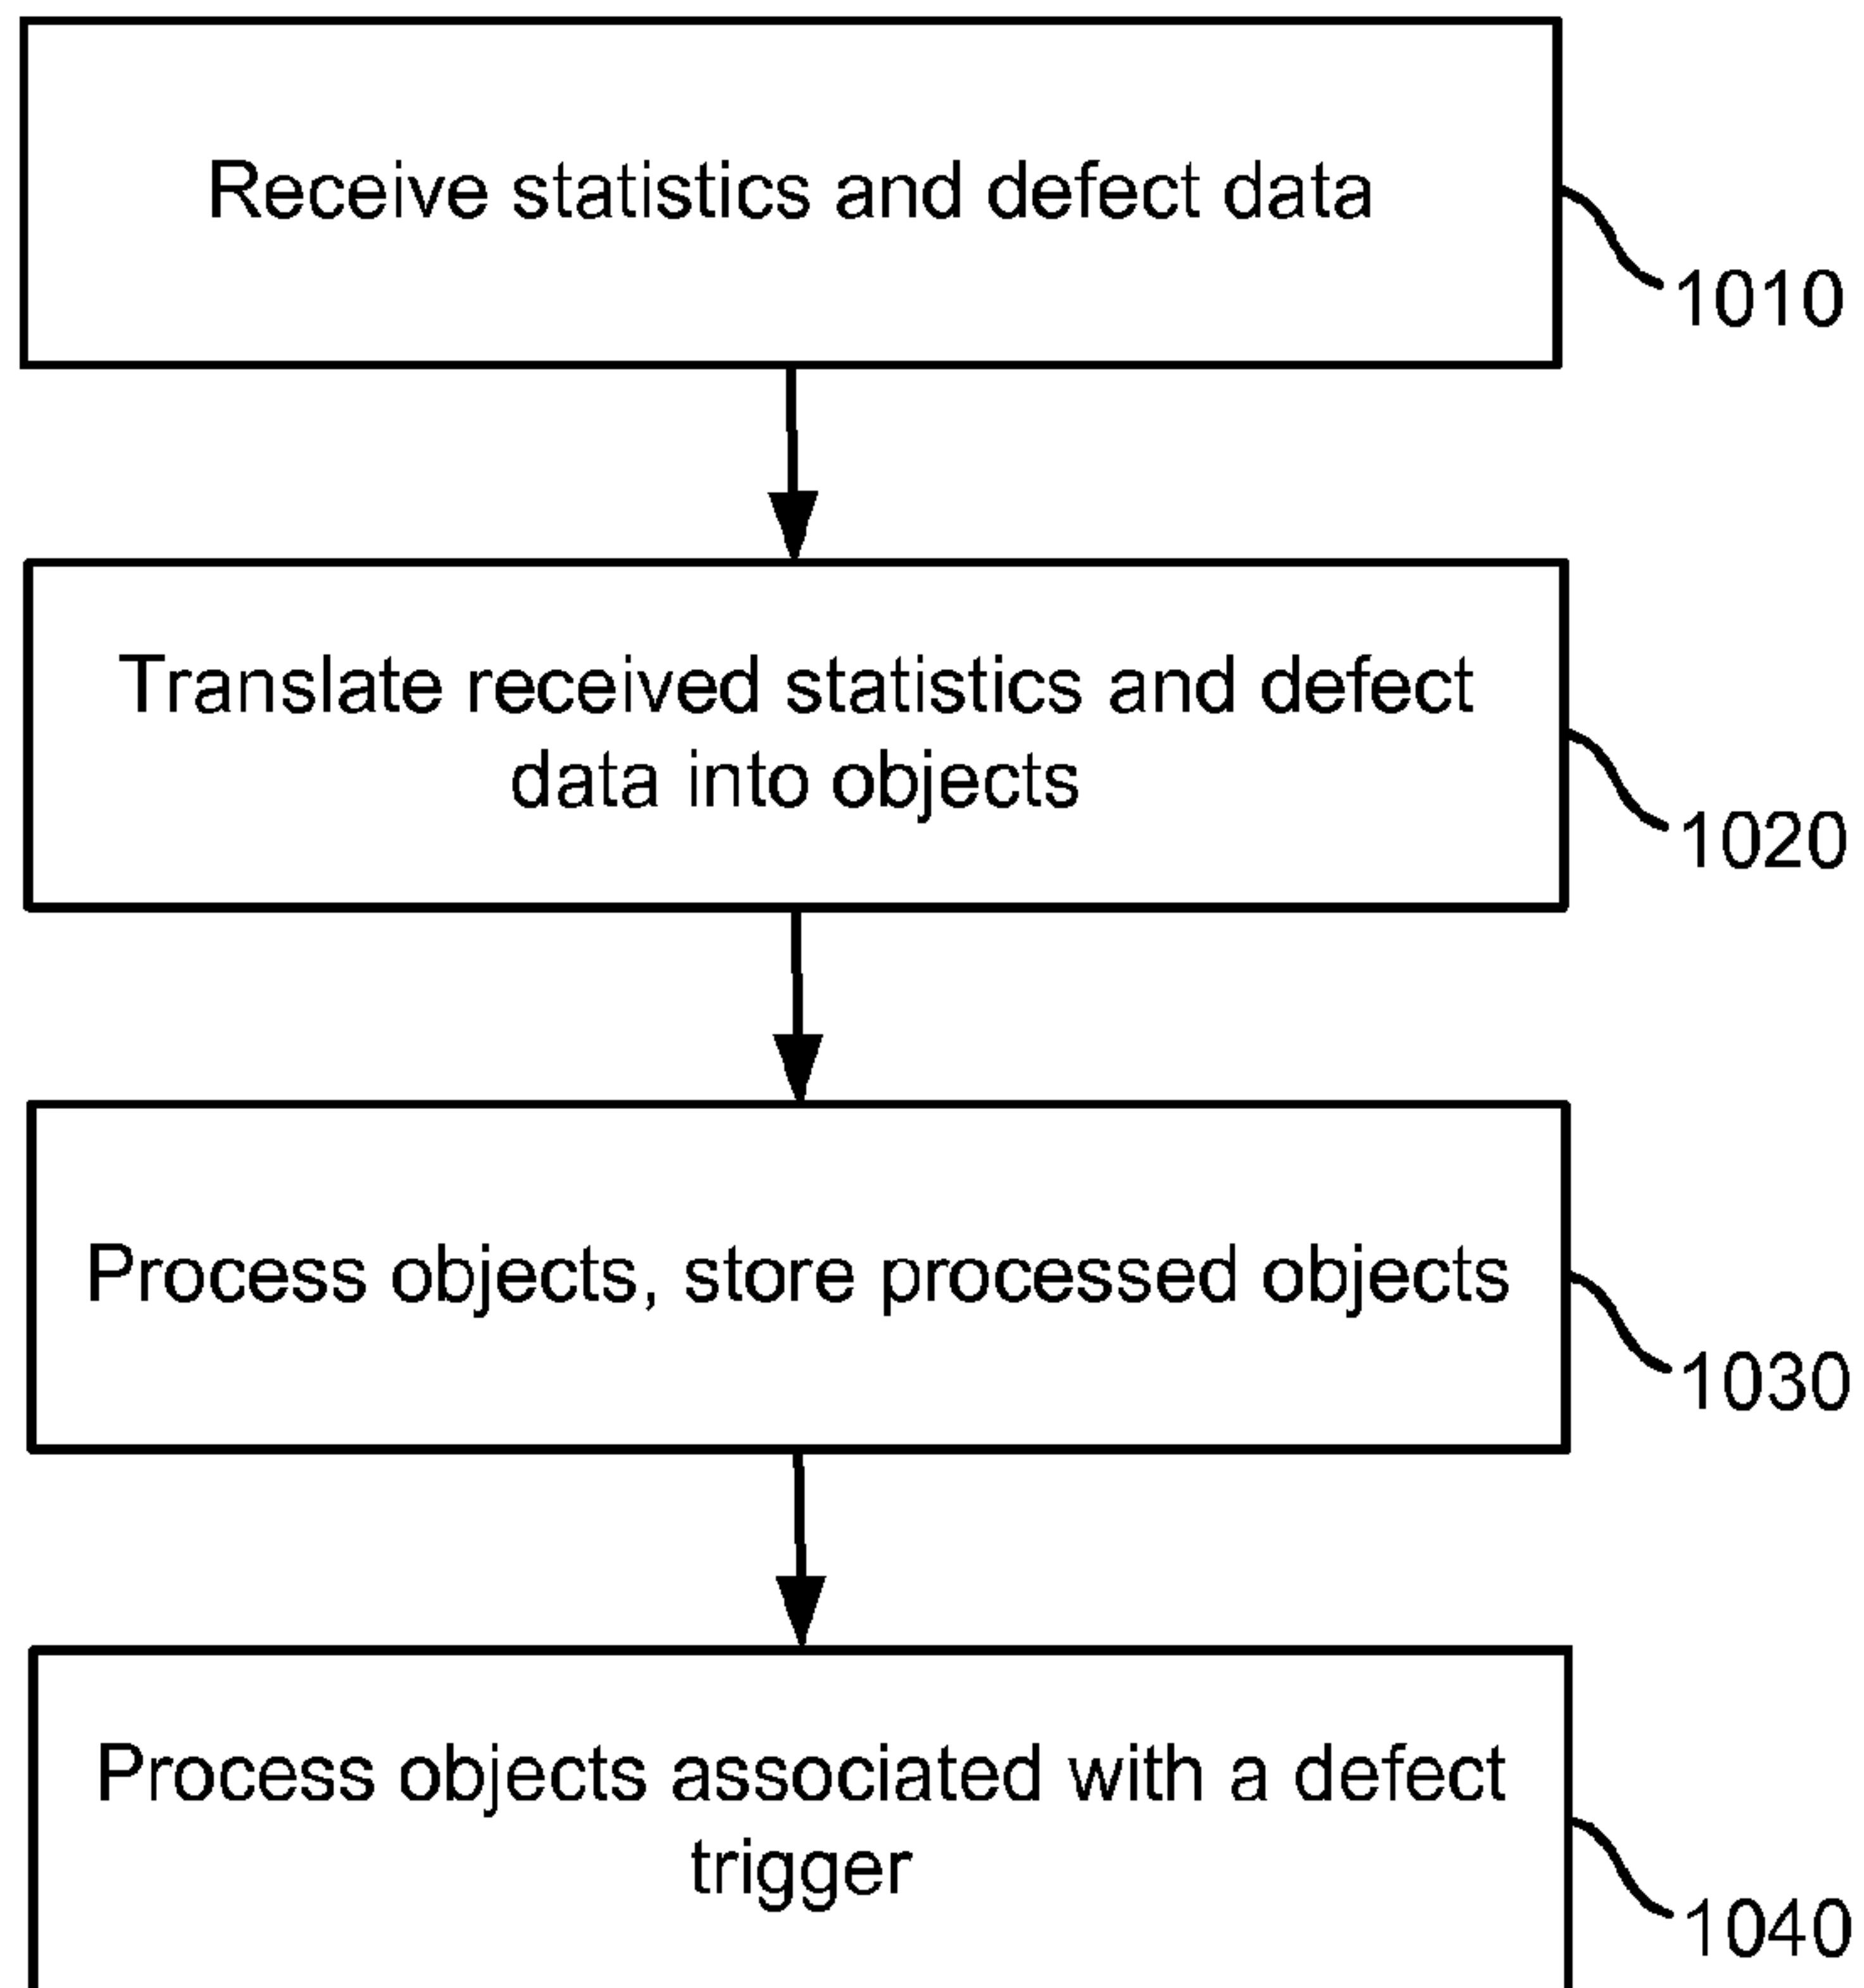 Receive statistics and defect data
1010
Translate received statistics and defect
data into objects
1020
Process objects, store processed objects
1030
Process objects associated with a defect
trigger
1040